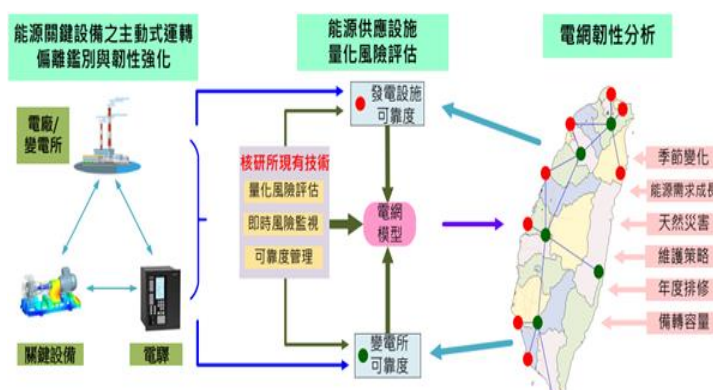 能源關鍵設備之主動式運轉
偏離鑑別與韌性強化
電廠/
變電所
關鍵設備
電驛
能源供應設施
量化風險評估
發電設施
可靠度
核研所現有技術
量化風險評估
即時風險監視
可靠度管理
電網
模型
變電所
可靠度
電網韌性分析
季節變化
能源需求成長
天然災害
維護策略
年度排修
備轉容量